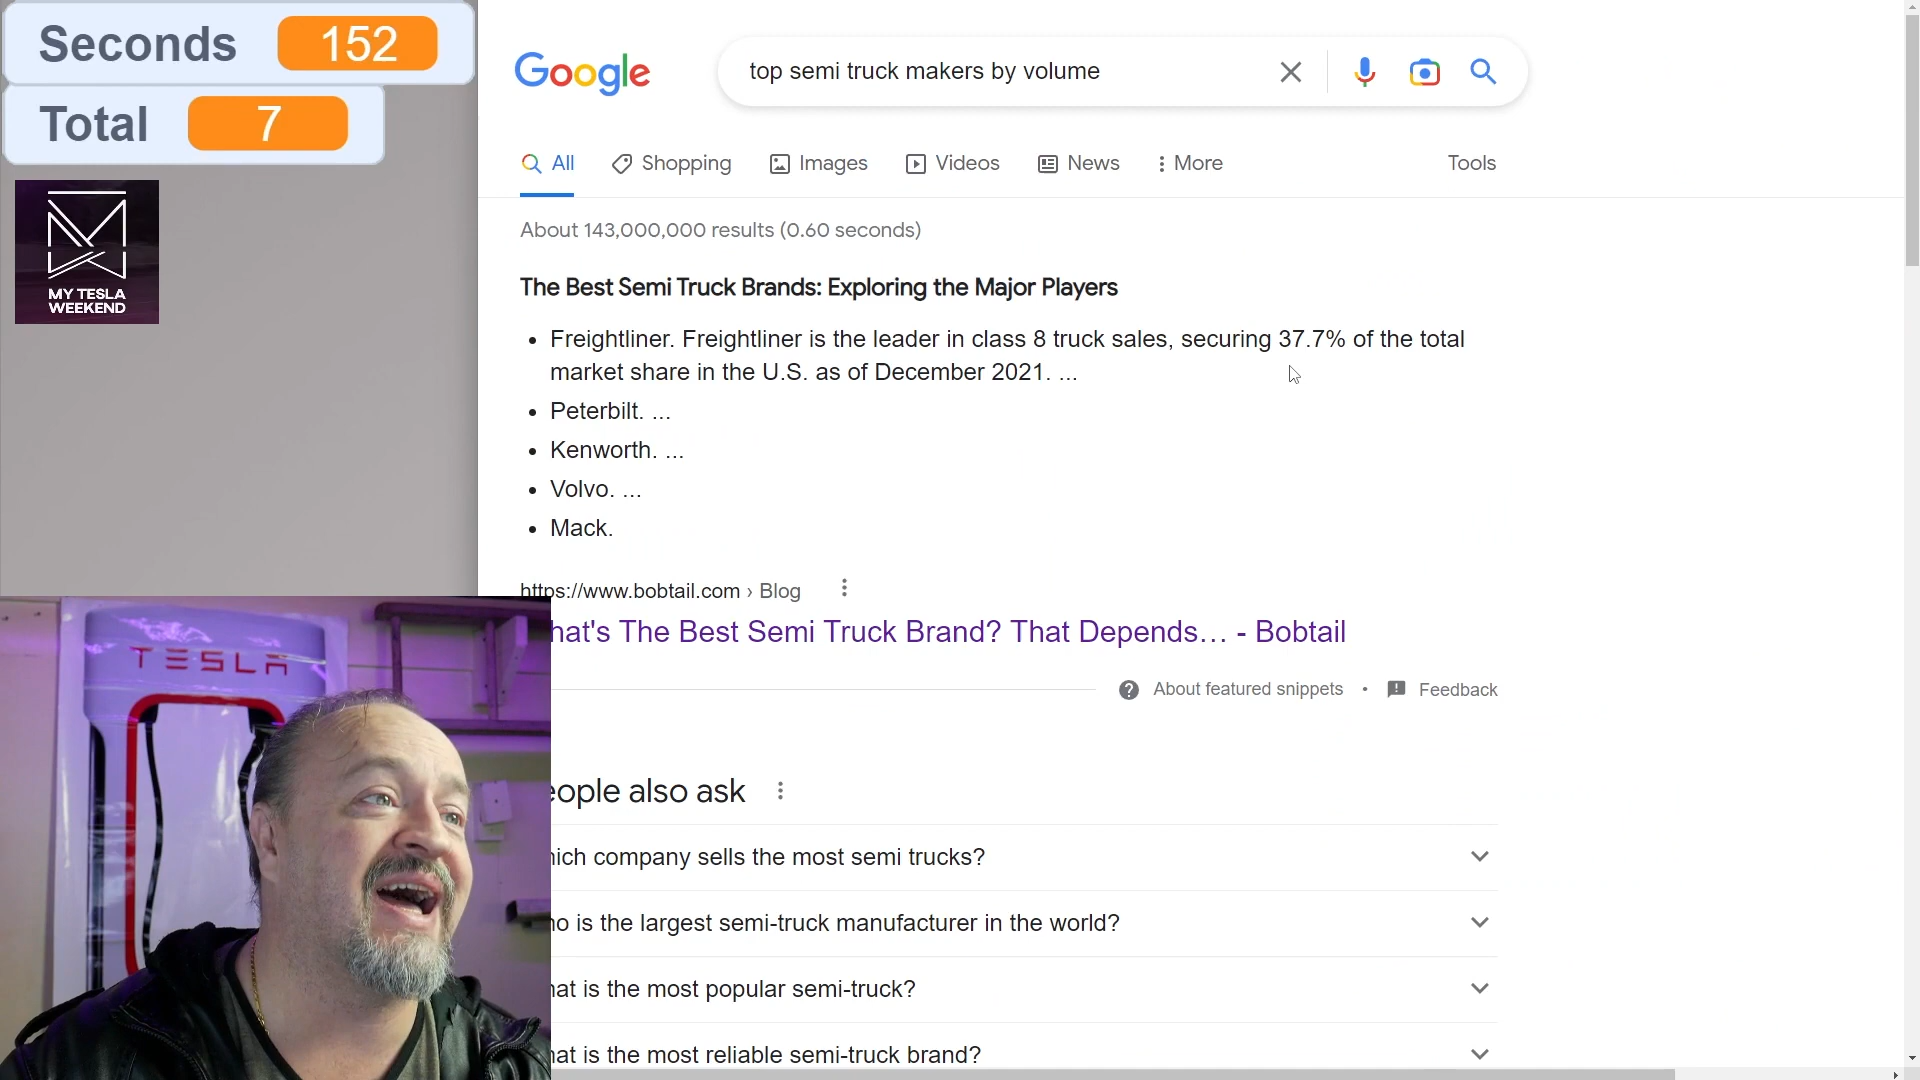 Seconds 152
Total 7
MY TESLA
WEEKEND
TESLA
Google
top semi truck makers by volume
All Shopping Images Videos News More Tools
About 143,000,000 results (0.60 seconds)
The Best Semi Truck Brands: Exploring the Major Players
• Freightliner. Freightliner is the leader in class 8 truck sales, securing 37.7% of the total
market share in the U.S. as of December 2021. ...
• Peterbilt. ...
• Kenworth. ...
• Volvo. ...
• Mack.
https://www.bobtail.com › Blog
hat's The Best Semi Truck Brand? That Depends… - Bobtail
About featured snippets • Feedback
eople also ask
hich company sells the most semi trucks?
ho is the largest semi-truck manufacturer in the world?
hat is the most popular semi-truck?
hat is the most reliable semi-truck brand?